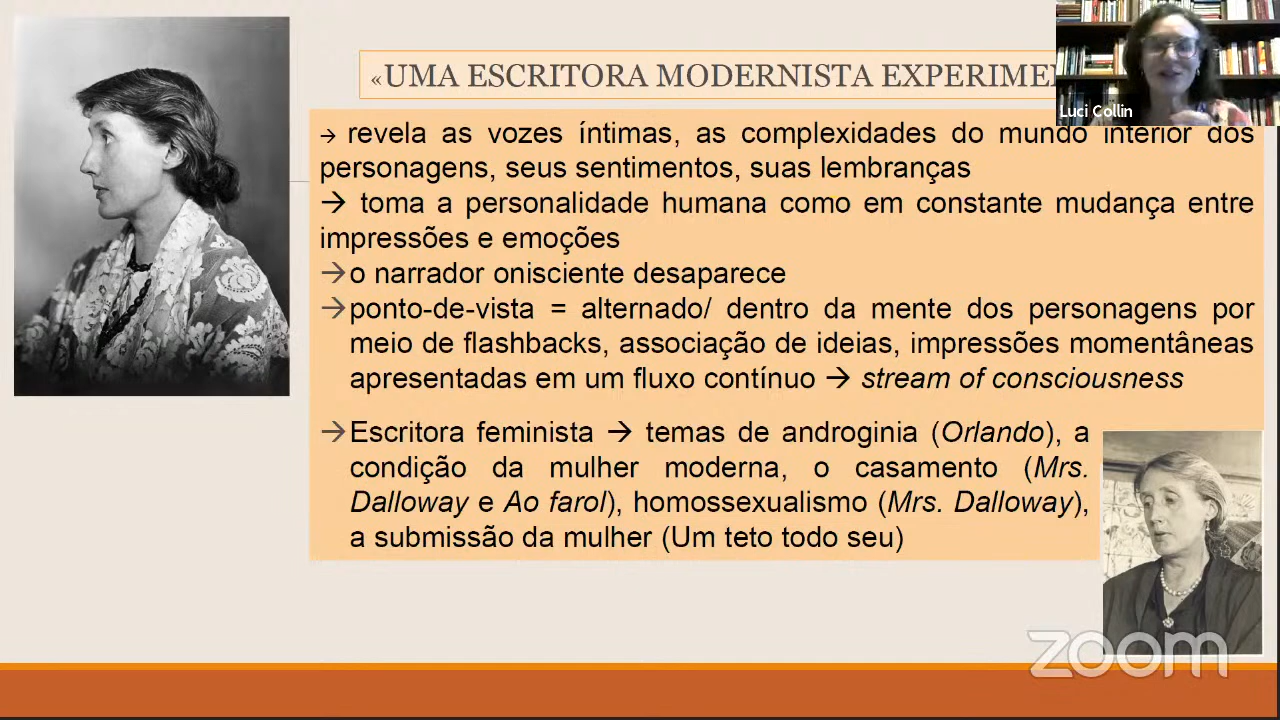 «UMA ESCRITORA MODERNISTA
Luci Collin
→ revela as vozes íntimas, as complexidades do mundo interior dos
personagens, seus sentimentos, suas lembranças
→ toma a personalidade humana como em constante mudança entre
impressões e emoções
→ o narrador onisciente desaparece
→ ponto-de-vista = alternado/ dentro da mente dos personagens por
meio de flashbacks, associação de ideias, impressões momentâneas
apresentadas em um fluxo contínuo → stream of consciousness
→ Escritora feminista → temas de androginia (Orlando), a
condição da mulher moderna, o casamento (Mrs.
Dalloway e Ao farol), homossexualismo (Mrs. Dalloway),
a submissão da mulher (Um teto todo seu)
zoom